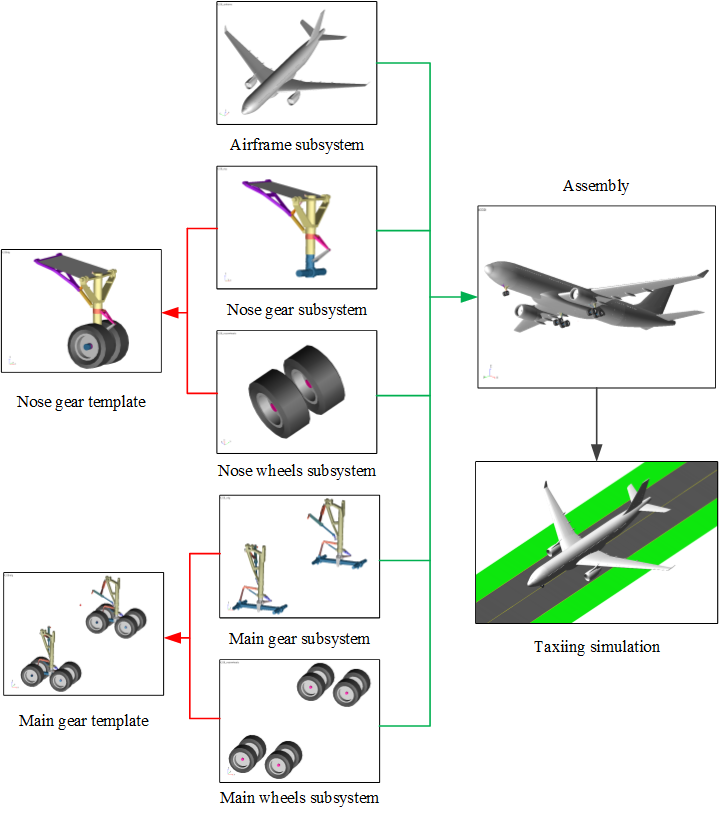 Airframe subsystem
Assembly
Nose gear subsystem
Nose gear template
Nose wheels subsystem
Main gear subsystem
Taxiing simulation
Main gear template
Main wheels subsystem